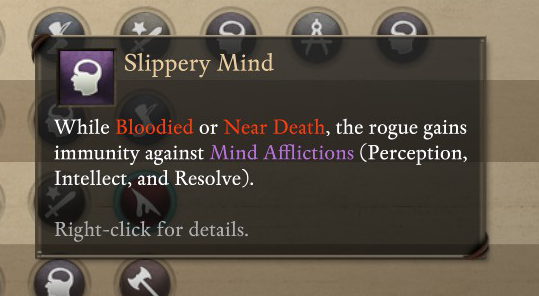 Slippery Mind
While Bloodied or Near Death, the rogue gains
immunity against Mind Afflictions (Perception,
Intellect, and Resolve).
Right-click for details.